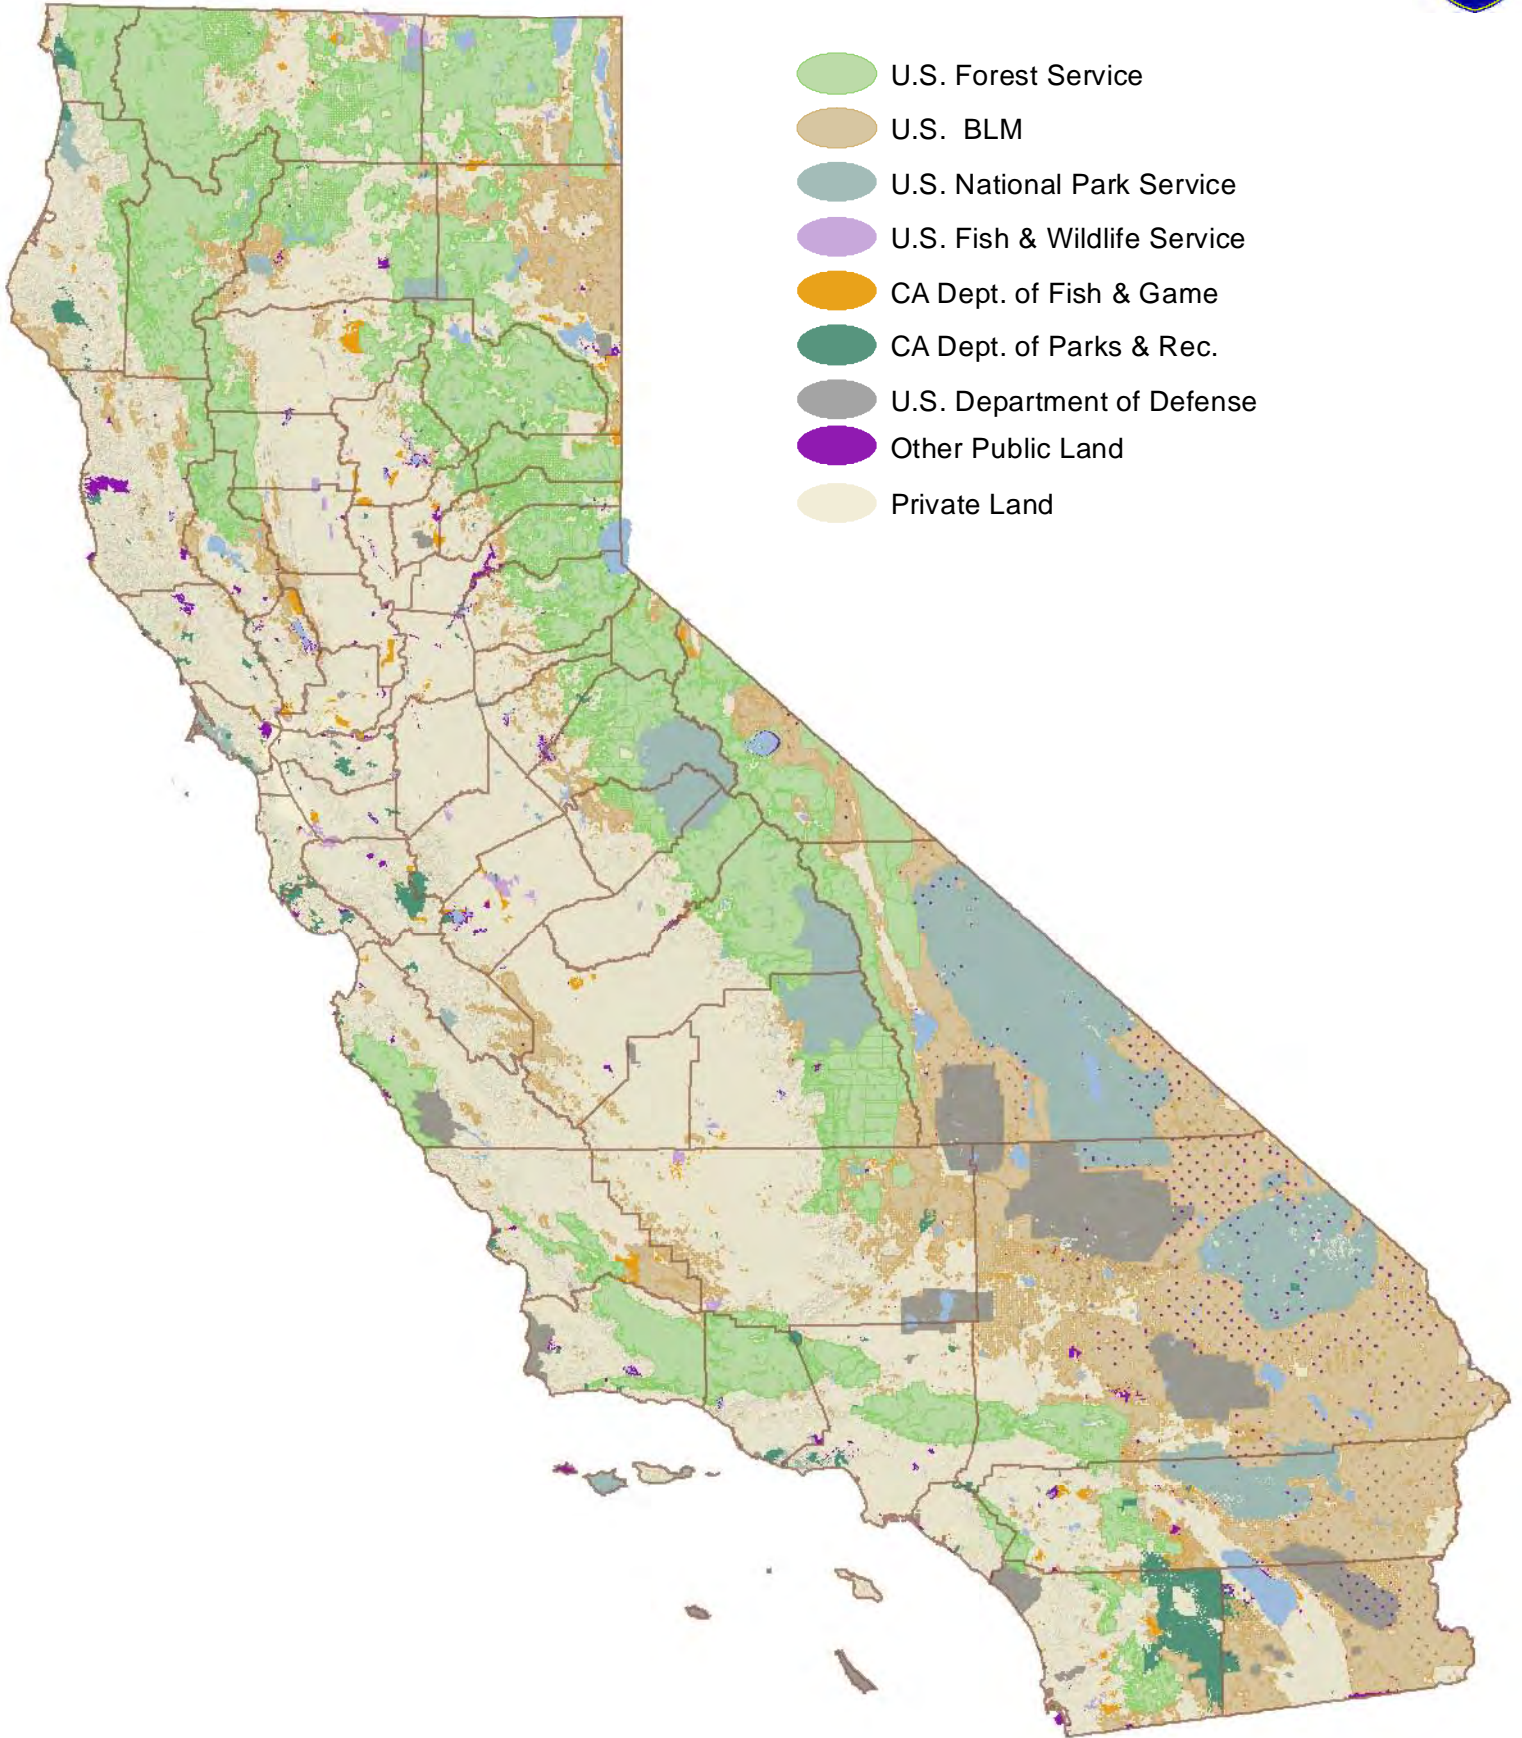 U.S. Forest Service
U.S. BLM
U.S. National Park Service
U.S. Fish & Wildlife Service
CA Dept. of Fish & Game
CA Dept. of Parks & Rec.
U.S. Department of Defense
Other Public Land
Private Land